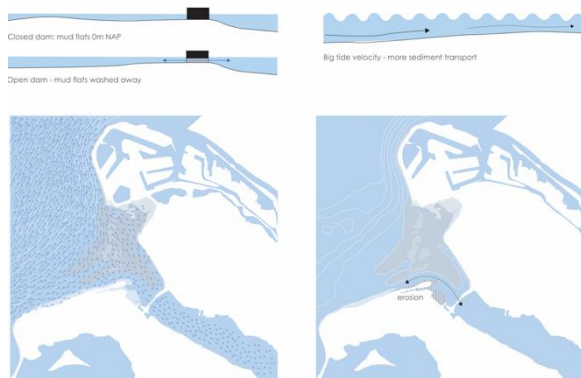 Closed dam: mud flats 0m NAP
Open dam - mud flats washed away
Big tide velocity - more sediment transport
erosion